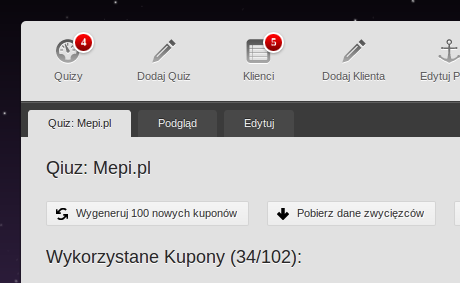 4
5
Quizy
Dodaj Quiz
Klienci
Dodaj Klienta
Edytuj P
Quiz: Mepi.pl
Podgląd
Edytuj
Qiuz: Mepi.pl
Wygeneruj 100 nowych kuponów
Pobierz dane zwycięzców
Wykorzystane Kupony (34/102):